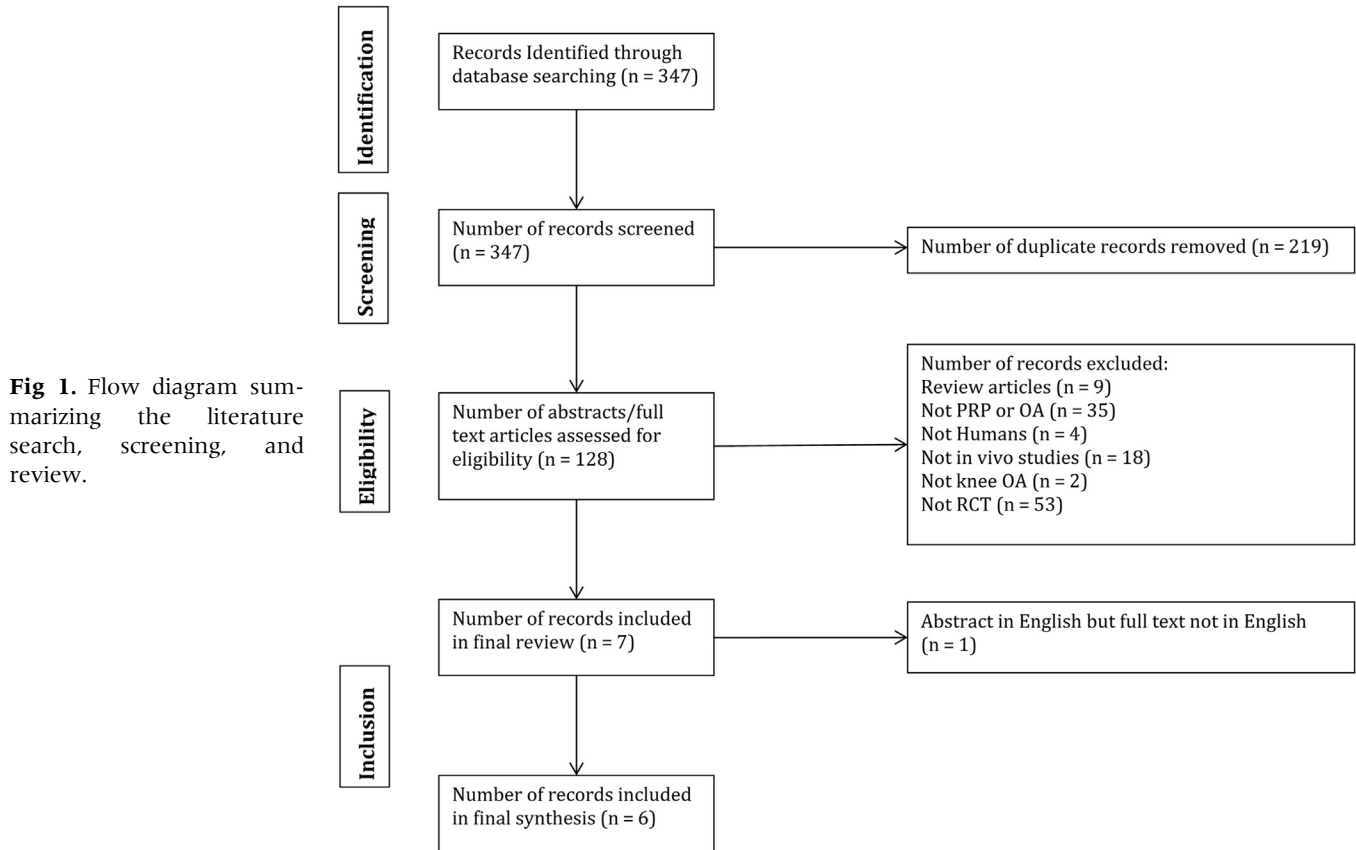 Identification
Records Identified through
database searching (n = 347)
Screening
Number of records screened
(n = 347)
Number of duplicate records removed (n = 219)
Fig 1. Flow diagram sum-
marizing the literature
search, screening, and
review.
Eligibility
Number of abstracts/full
text articles assessed for
eligibility (n = 128)
Number of records excluded:
Review articles (n = 9)
Not PRP or OA (n = 35)
Not Humans (n = 4)
Not in vivo studies (n = 18)
Not knee OA (n = 2)
Not RCT (n = 53)
Number of records included
in final review (n = 7)
Abstract in English but full text not in English
(n = 1)
Inclusion
Number of records included
in final synthesis (n = 6)